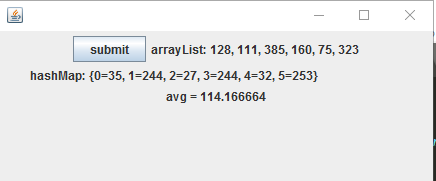 submit arrayList: 128, 111, 385, 160, 75, 323
hashMap: {0=35, 1=244, 2=27, 3=244, 4=32, 5=253}
avg = 114.166664